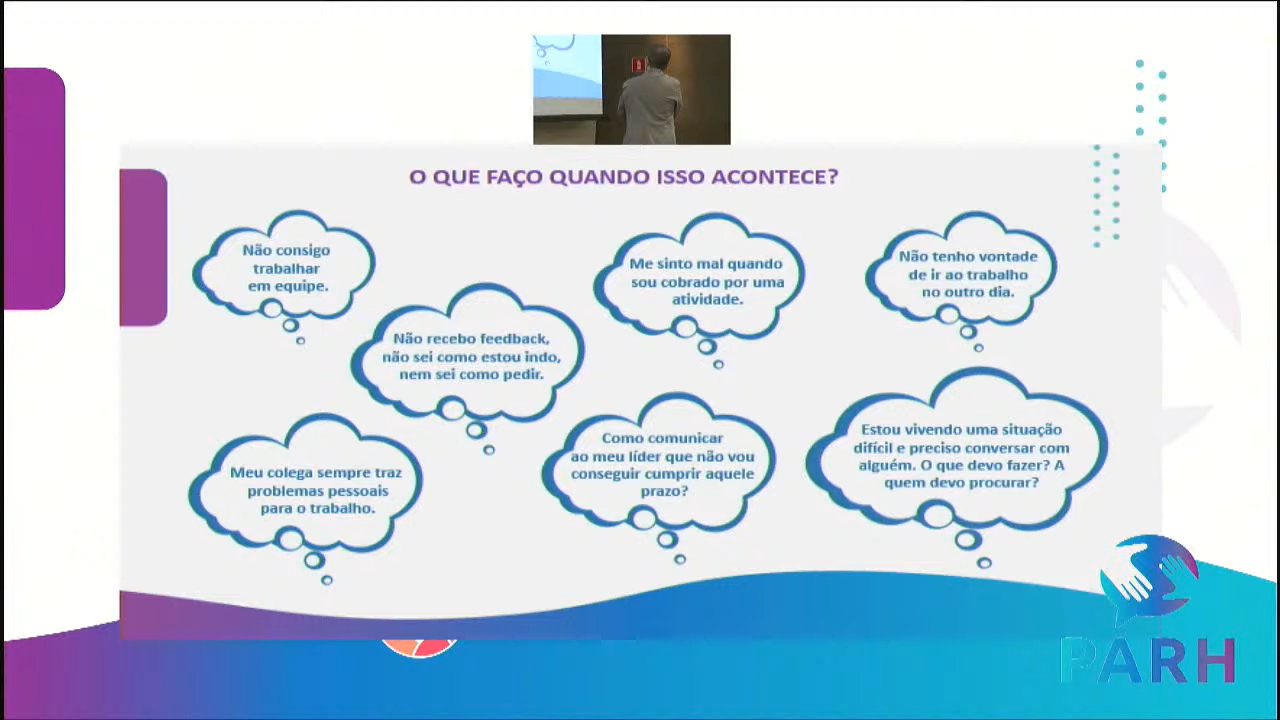 O QUE FAÇO QUANDO ISSO ACONTECE?
Não consigo
trabalhar
em equipe.
Não recebo feedback,
não sei como estou indo,
nem sei como pedir.
Me sinto mal quando
sou cobrado por uma
atividade.
Não tenho vontade
de ir ao trabalho
no outro dia.
Meu colega sempre traz
problemas pessoais
para o trabalho.
Como comunicar
ao meu líder que não vou
conseguir cumprir aquele
prazo?
Estou vivendo uma situação
difícil e preciso conversar com
alguém. O que devo fazer? A
quem devo procurar?
PARH